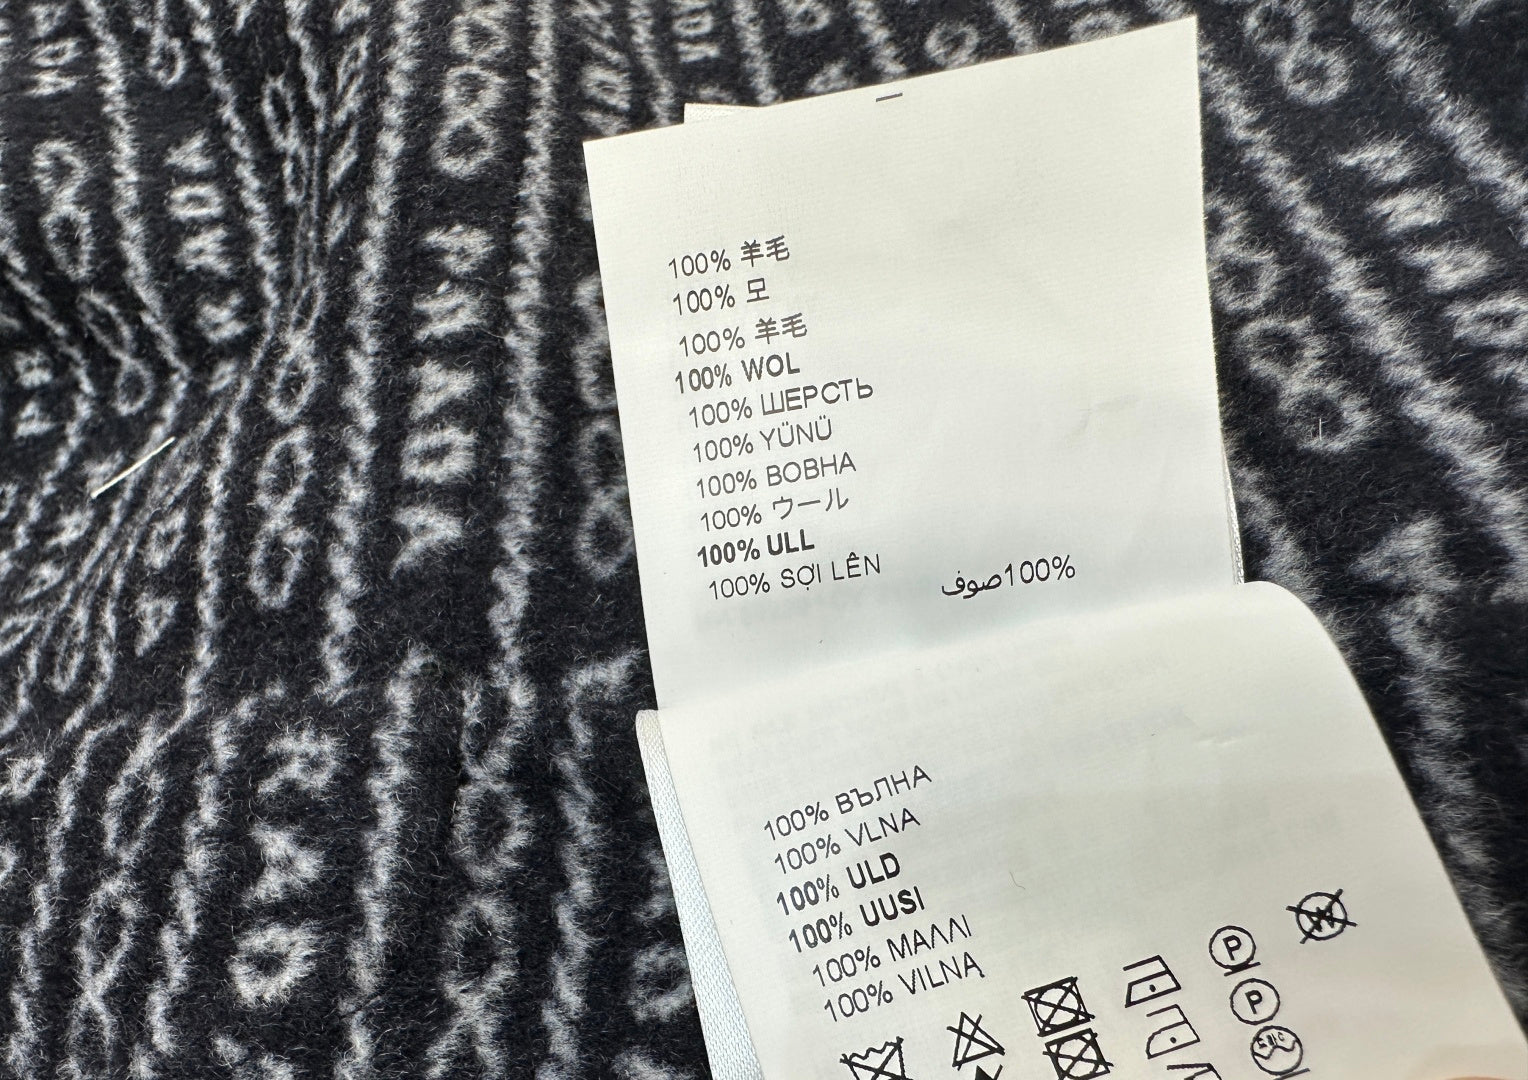 100% 羊毛
100% 모
100% 羊毛
100% WOL
100% ШЕРСТЬ
100% YÜNÜ
100% ВОВНА
100% ウール
100% ULL
100% SỢI LÊN
100% صوف
100% ВЪЛНА
100% VLNA
100% ULD
100% UUSI
100% ΜΑΛΛΙ
100% VILNA
P
P
W